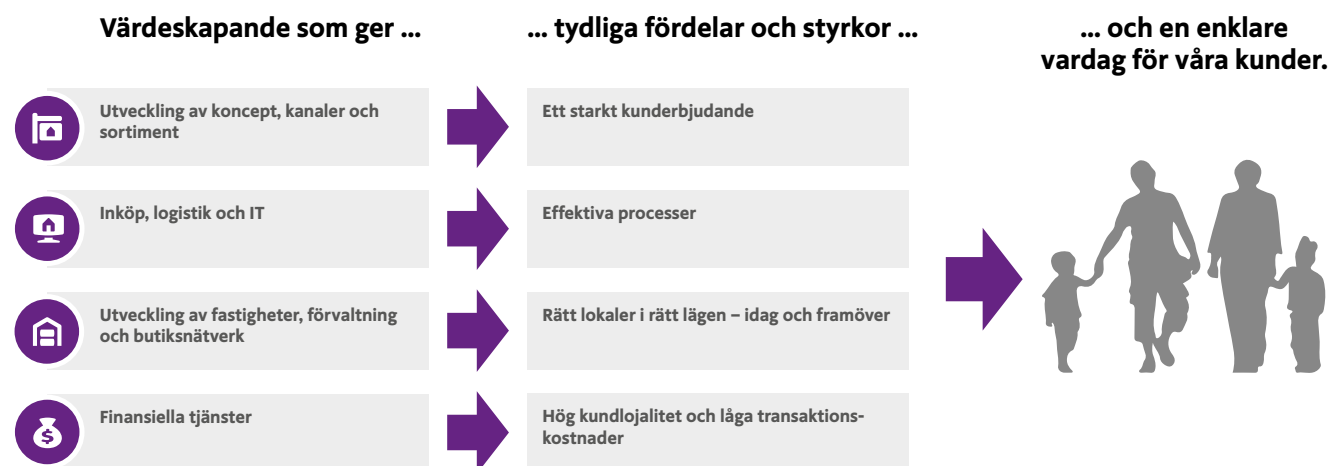 Värdeskapande som ger ...
... tydliga fördelar och styrkor ...
... och en enklare
vardag för våra kunder.
Utveckling av koncept, kanaler och
sortiment
Ett starkt kunderbjudande
Inköp, logistik och IT
Effektiva processer
Utveckling av fastigheter, förvaltning
och butiksnätverk
Rätt lokaler i rätt lägen – idag och framöver
Finansiella tjänster
Hög kundlojalitet och låga transaktions-
kostnader